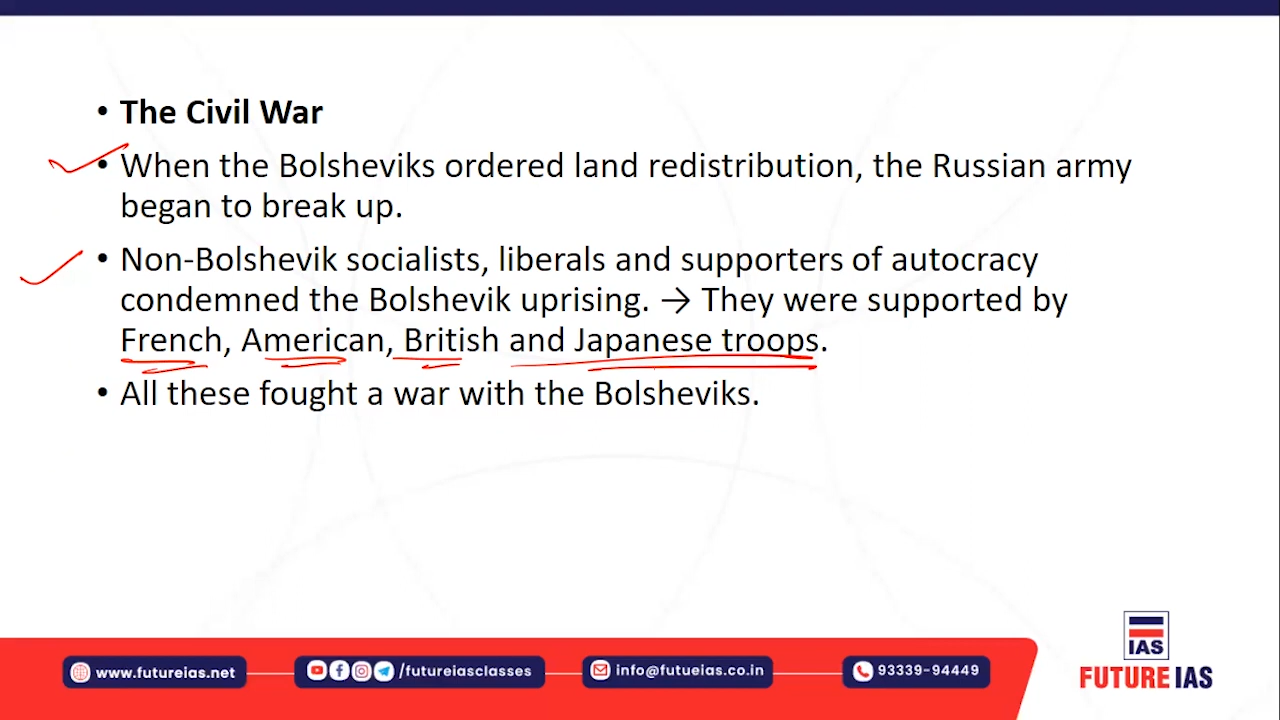 • The Civil War
• When the Bolsheviks ordered land redistribution, the Russian army
began to break up.
• Non-Bolshevik socialists, liberals and supporters of autocracy
condemned the Bolshevik uprising. → They were supported by
French, American, British and Japanese troops.
• All these fought a war with the Bolsheviks.
IAS
FUTURE IAS
www.futureias.net
/futureiasclasses
info@futueias.co.in
93339-94449